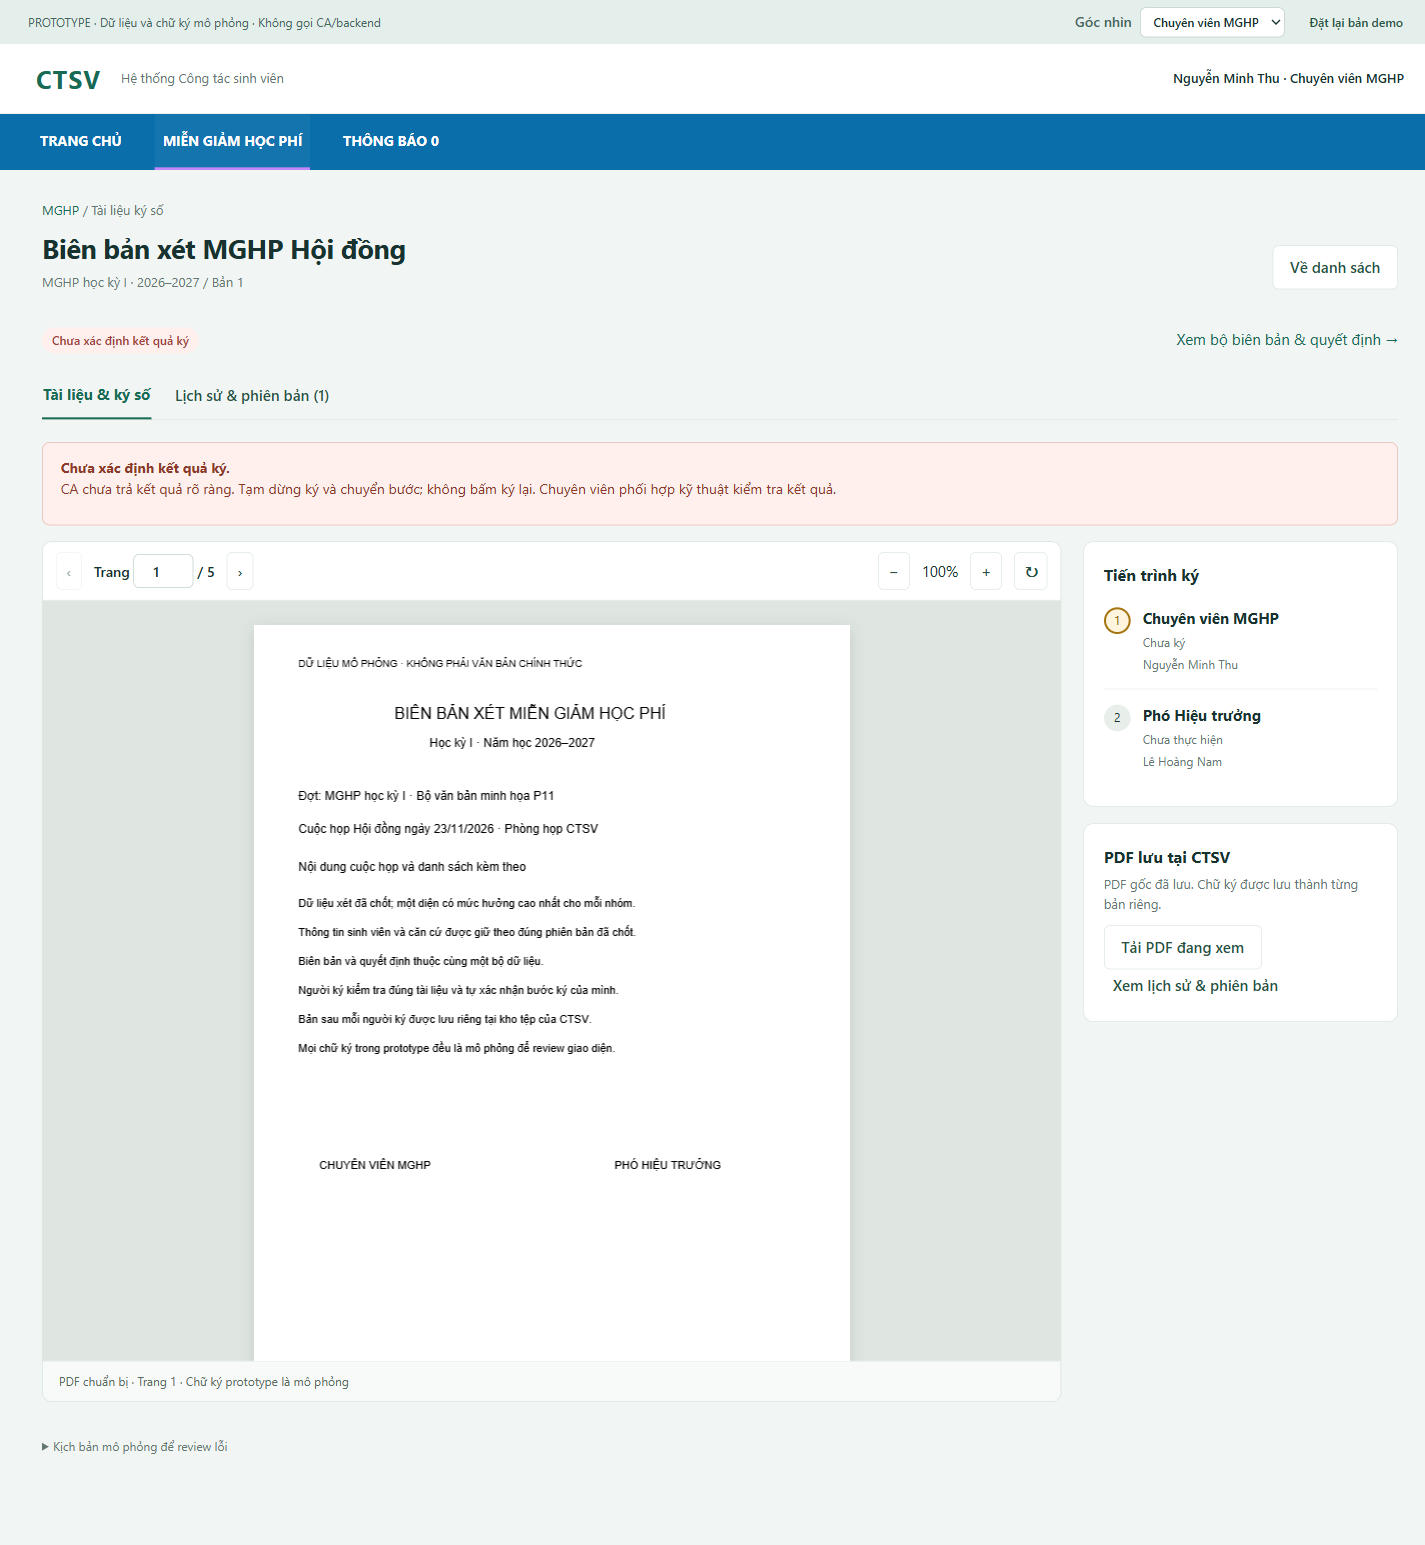 PROTOTYPE · Dữ liệu và chữ ký mô phỏng · Không gọi CA/backend
Góc nhìn
Chuyên viên MGHP
Đặt lại bản demo
CTSV
Hệ thống Công tác sinh viên
Nguyễn Minh Thu · Chuyên viên MGHP
TRANG CHỦ
MIỄN GIẢM HỌC PHÍ
THÔNG BÁO 0
MGHP / Tài liệu ký số
Biên bản xét MGHP Hội đồng
MGHP học kỳ I · 2026–2027 / Bản 1
Về danh sách
Chưa xác định kết quả ký
Xem bộ biên bản & quyết định →
Tài liệu & ký số
Lịch sử & phiên bản (1)
Chưa xác định kết quả ký.
CA chưa trả kết quả rõ ràng. Tạm dừng ký và chuyển bước; không bấm ký lại. Chuyên viên phối hợp kỹ thuật kiểm tra kết quả.
‹ Trang 1 / 5 ›
− 100% + ↻
DỮ LIỆU MÔ PHỎNG · KHÔNG PHẢI VĂN BẢN CHÍNH THỨC
BIÊN BẢN XÉT MIỄN GIẢM HỌC PHÍ
Học kỳ I · Năm học 2026–2027
Đợt: MGHP học kỳ I · Bộ văn bản minh họa P11
Cuộc họp Hội đồng ngày 23/11/2026 · Phòng họp CTSV
Nội dung cuộc họp và danh sách kèm theo
Dữ liệu xét đã chốt; một diện có mức hưởng cao nhất cho mỗi nhóm.
Thông tin sinh viên và căn cứ được giữ theo đúng phiên bản đã chốt.
Biên bản và quyết định thuộc cùng một bộ dữ liệu.
Người ký kiểm tra đúng tài liệu và tự xác nhận bước ký của mình.
Bản sau mỗi người ký được lưu riêng tại kho tệp của CTSV.
Mọi chữ ký trong prototype đều là mô phỏng để review giao diện.
CHUYÊN VIÊN MGHP
PHÓ HIỆU TRƯỞNG
PDF chuẩn bị · Trang 1 · Chữ ký prototype là mô phỏng
Tiến trình ký
1
Chuyên viên MGHP
Chưa ký
Nguyễn Minh Thu
2
Phó Hiệu trưởng
Chưa thực hiện
Lê Hoàng Nam
PDF lưu tại CTSV
PDF gốc đã lưu. Chữ ký được lưu thành từng
bản riêng.
Tải PDF đang xem
Xem lịch sử & phiên bản
▶ Kịch bản mô phỏng để review lỗi